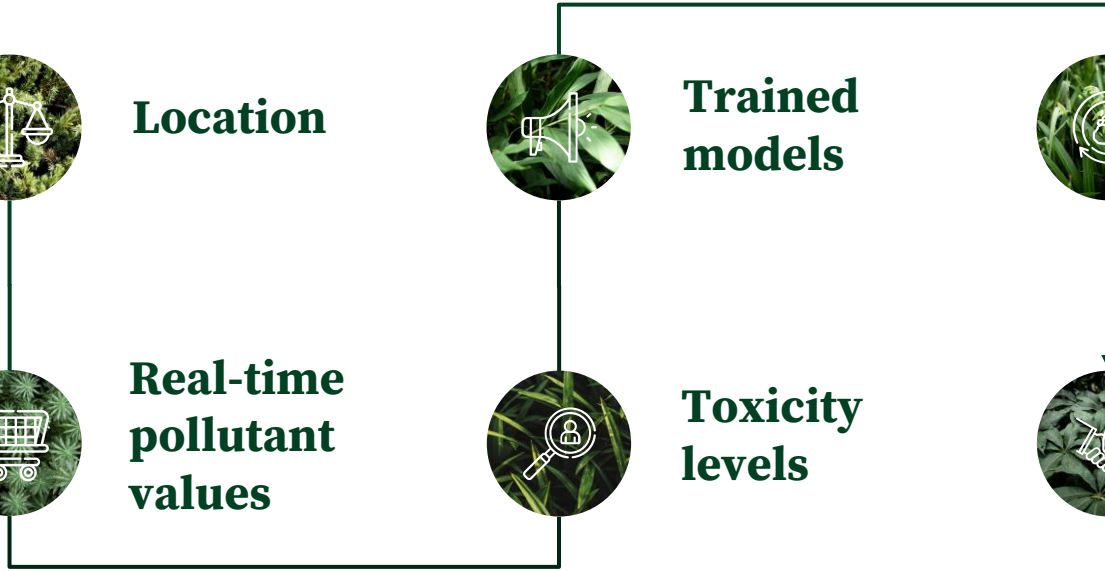 Location
Trained
models
Real-time
pollutant
values
Toxicity
levels